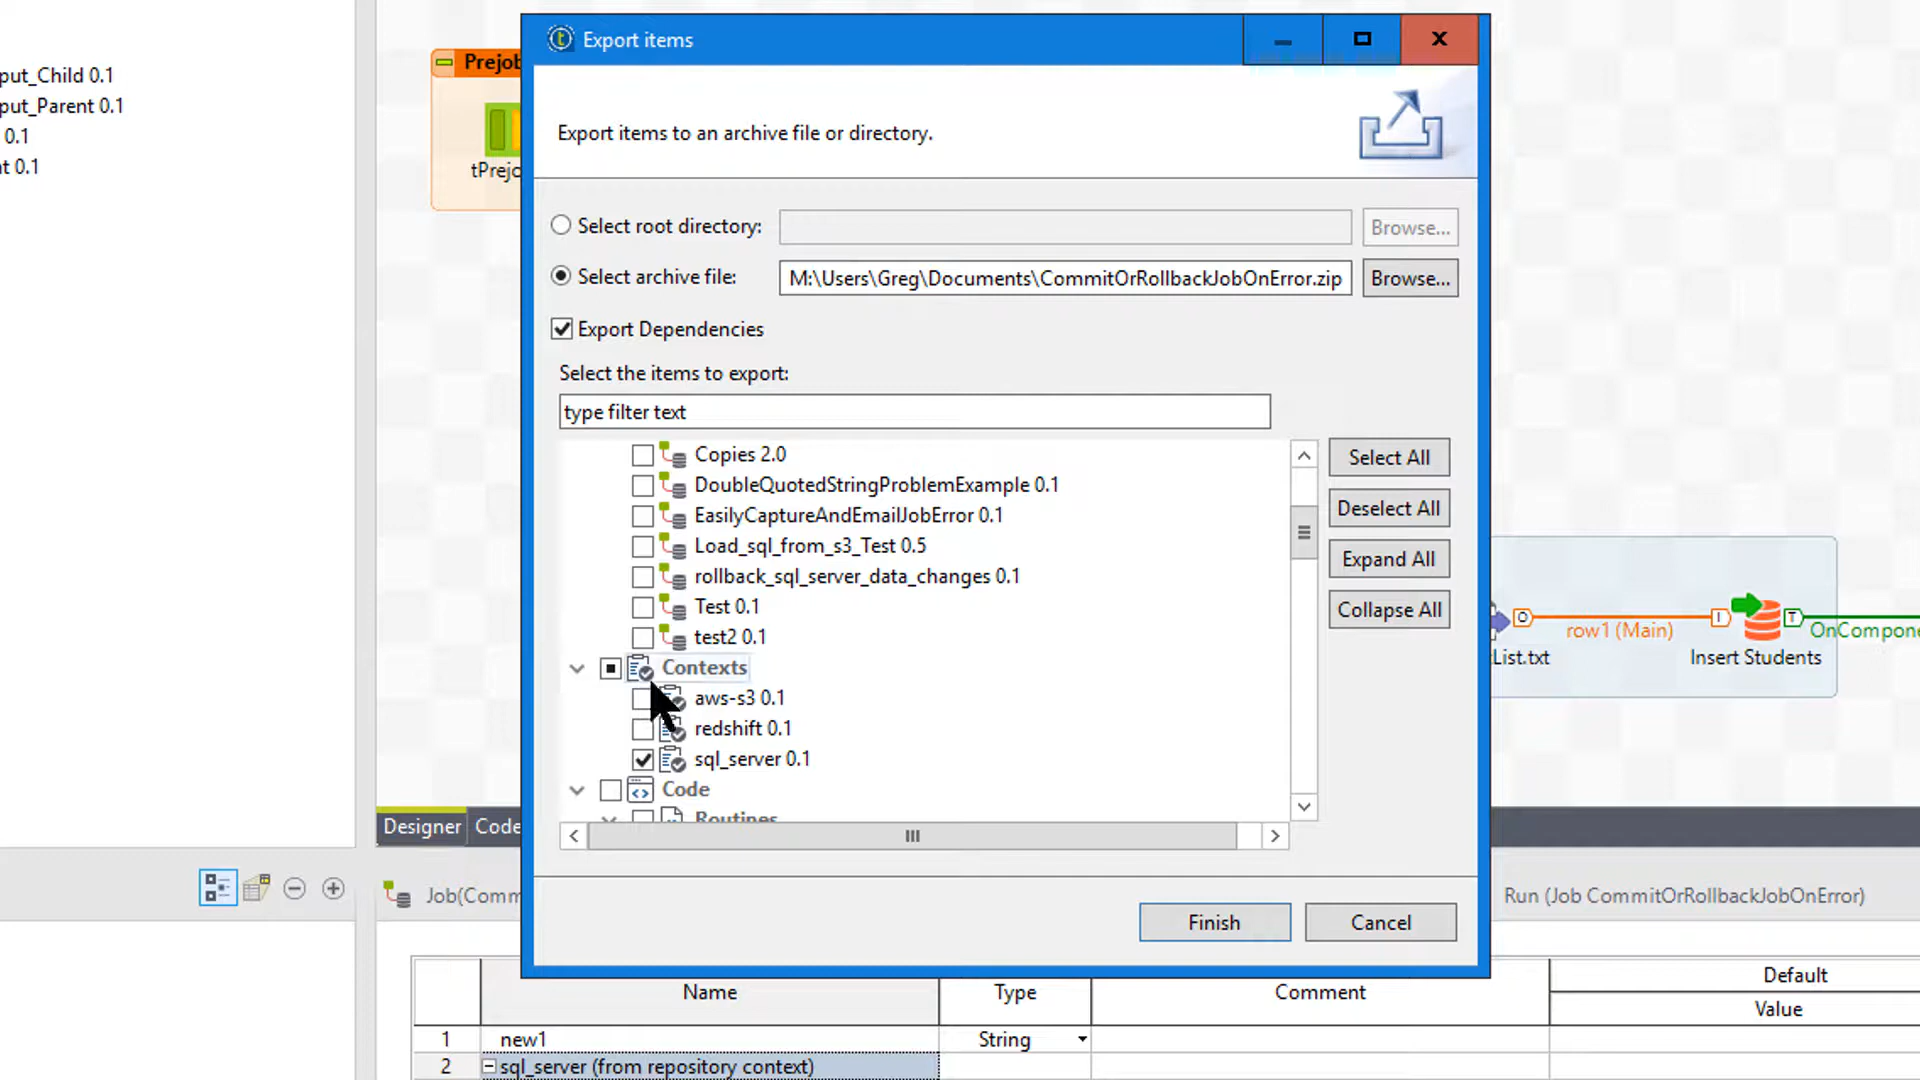 put_Child 0.1
put_Parent 0.1
0.1
t 0.1
Prejob
tPrejo
Export items
Export items to an archive file or directory.
Select root directory:
Browse...
Select archive file:
M:\Users\Greg\Documents\CommitOrRollbackJobOnError.zip
Browse...
Export Dependencies
Select the items to export:
type filter text
Copies 2.0
DoubleQuotedStringProblemExample 0.1
EasilyCaptureAndEmailJobError 0.1
Load_sql_from_s3_Test 0.5
rollback_sql_server_data_changes 0.1
Test 0.1
test2 0.1
Contexts
aws-s3 0.1
redshift 0.1
sql_server 0.1
Code
Routines
Select All
Deselect All
Expand All
Collapse All
Finish
Cancel
row1 (Main)
OnCompone
List.txt
Insert Students
Designer
Code
Job(Comm
Run (Job CommitOrRollbackJobOnError)
Name
Type
Comment
Default
Value
1 new1 String
2 sql_server (from repository context)